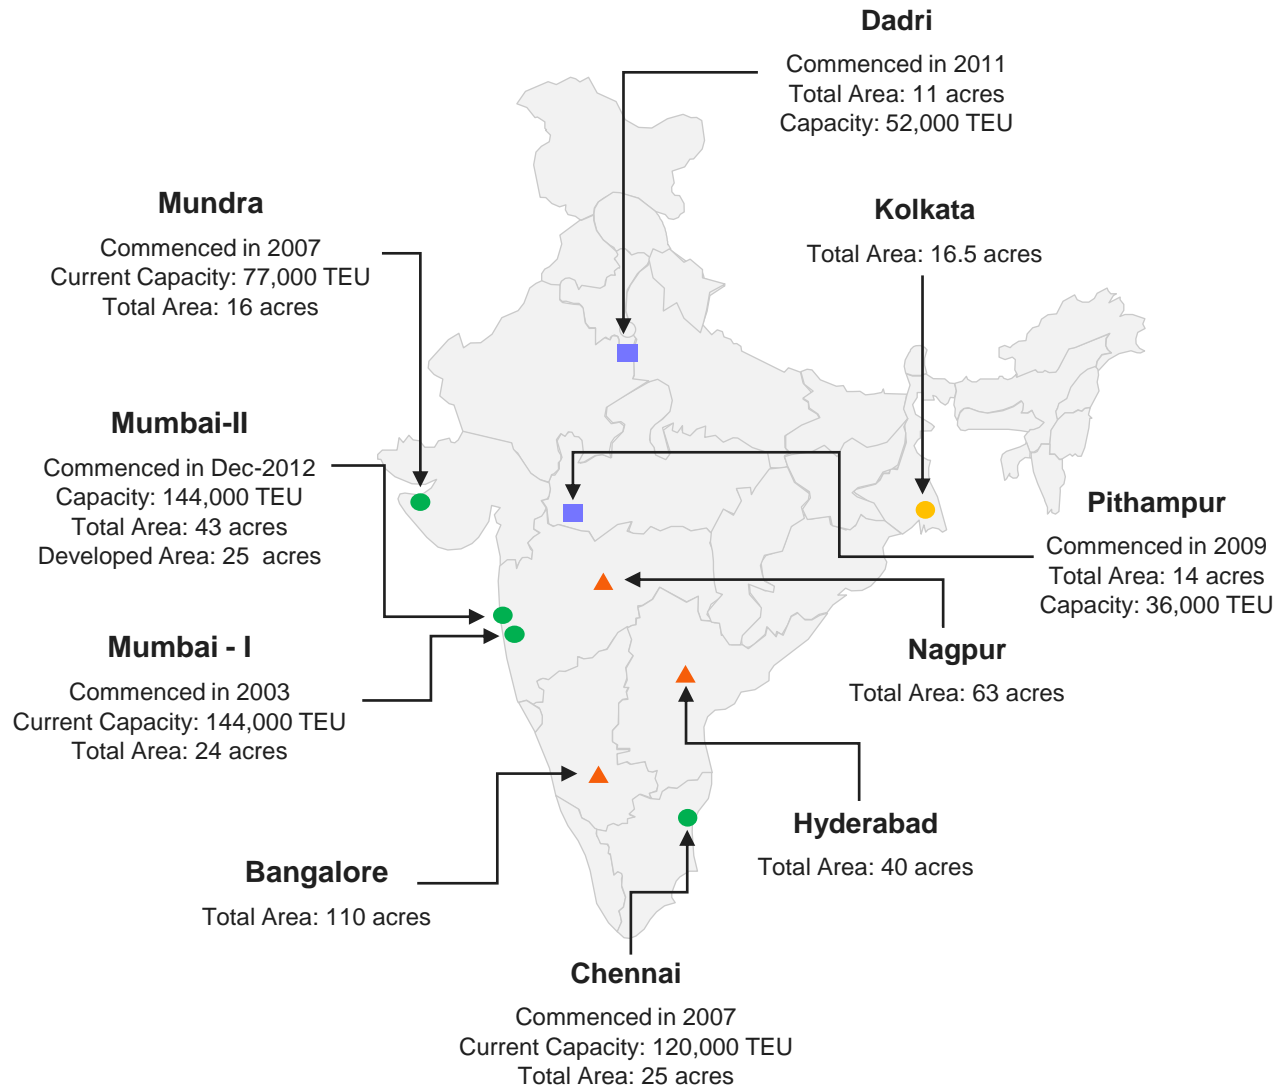 Dadri
Commenced in 2011
Total Area: 11 acres
Capacity: 52,000 TEU
Mundra
Commenced in 2007
Current Capacity: 77,000 TEU
Total Area: 16 acres
Kolkata
Total Area: 16.5 acres
Mumbai-II
Commenced in Dec-2012
Capacity: 144,000 TEU
Total Area: 43 acres
Developed Area: 25 acres
Pithampur
Commenced in 2009
Total Area: 14 acres
Capacity: 36,000 TEU
Mumbai - I
Commenced in 2003
Current Capacity: 144,000 TEU
Total Area: 24 acres
Nagpur
Total Area: 63 acres
Hyderabad
Total Area: 40 acres
Bangalore
Total Area: 110 acres
Chennai
Commenced in 2007
Current Capacity: 120,000 TEU
Total Area: 25 acres